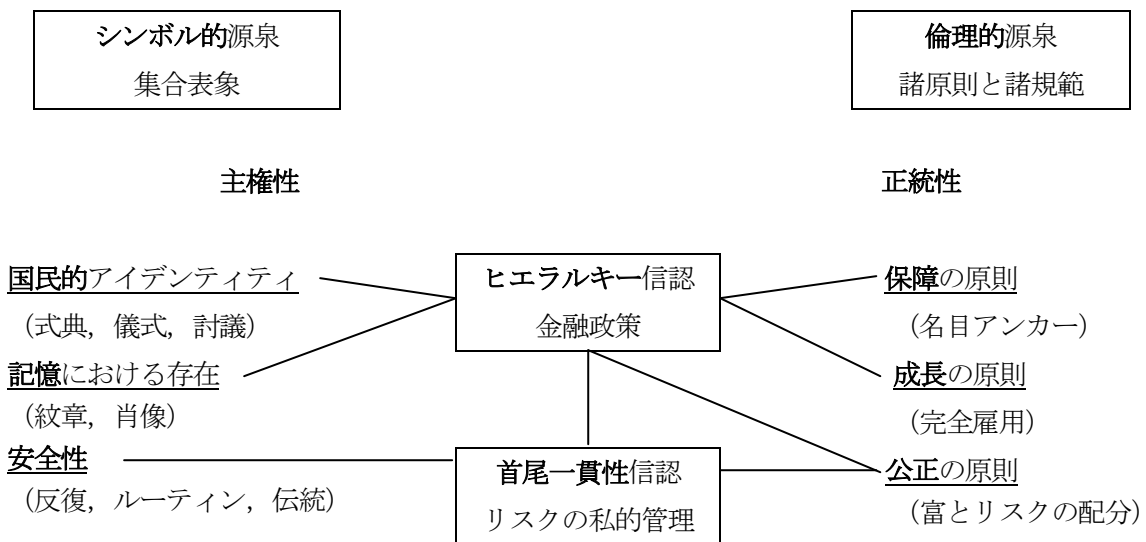 シンボル的源泉
集合表象
倫理的源泉
諸原則と諸規範
主権性
正統性
国民的アイデンティティ
（式典，儀式，討議）
記憶における存在
（紋章，肖像）
安全性
（反復，ルーティン，伝統）
ヒエラルキー信認
金融政策
首尾一貫性信認
リスクの私的管理
保障の原則
（名目アンカー）
成長の原則
（完全雇用）
公正の原則
（富とリスクの配分）